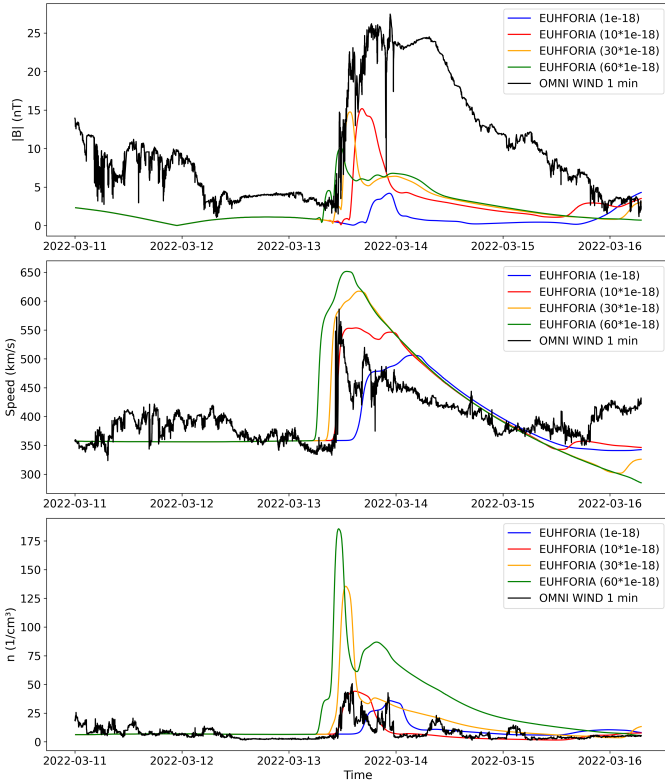 EUHFORIA (1e-18)
EUHFORIA (10*1e-18)
EUHFORIA (30*1e-18)
EUHFORIA (60*1e-18)
OMNI WIND 1 min
|B| (nT)
25
20
15
10
5
0
2022-03-11 2022-03-12 2022-03-13 2022-03-14 2022-03-15 2022-03-16
EUHFORIA (1e-18)
EUHFORIA (10*1e-18)
EUHFORIA (30*1e-18)
EUHFORIA (60*1e-18)
OMNI WIND 1 min
Speed (km/s)
650
600
550
500
450
400
350
300
2022-03-11 2022-03-12 2022-03-13 2022-03-14 2022-03-15 2022-03-16
EUHFORIA (1e-18)
EUHFORIA (10*1e-18)
EUHFORIA (30*1e-18)
EUHFORIA (60*1e-18)
OMNI WIND 1 min
n (1/cm³)
175
150
125
100
75
50
25
0
2022-03-11 2022-03-12 2022-03-13 2022-03-14 2022-03-15 2022-03-16
Time